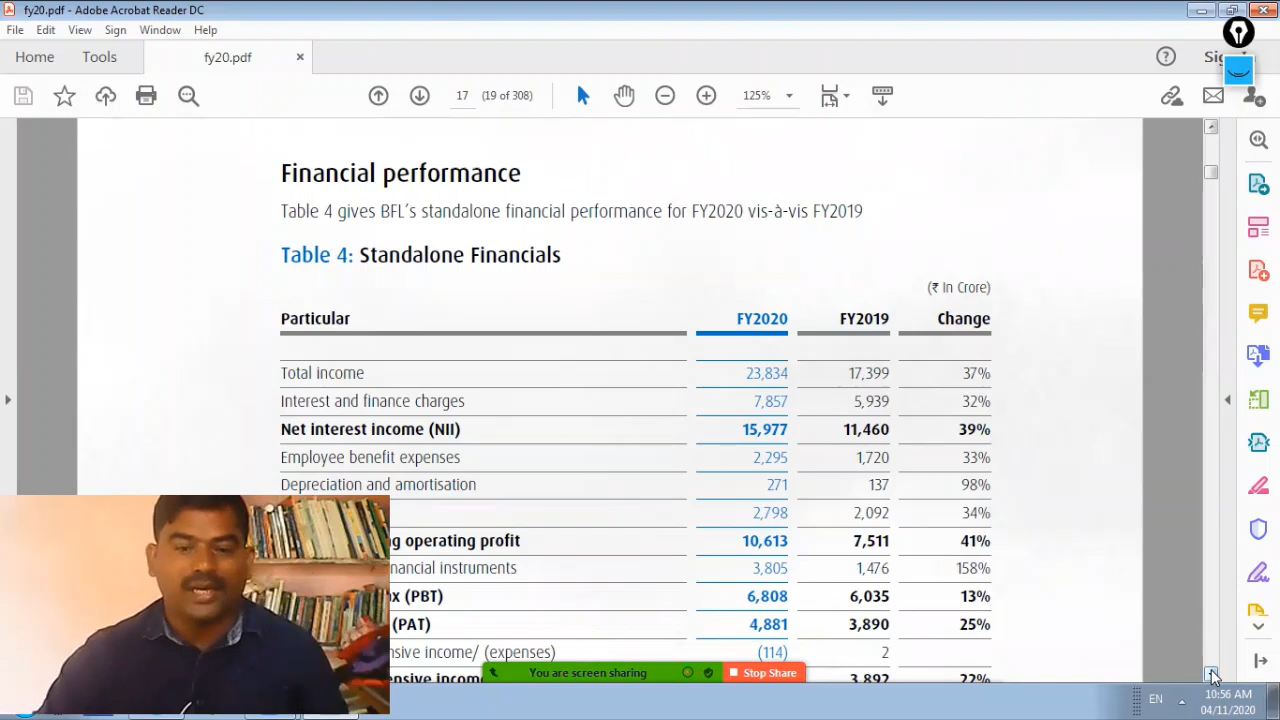 fy20.pdf - Adobe Acrobat Reader DC
File Edit View Sign Window Help
Home Tools fy20.pdf ×
17 (19 of 308) 125%
Financial performance
Table 4 gives BFL's standalone financial performance for FY2020 vis-à-vis FY2019
Table 4: Standalone Financials
(₹ In Crore)
Particular FY2020 FY2019 Change
Total income 23,834 17,399 37%
Interest and finance charges 7,857 5,939 32%
Net interest income (NII) 15,977 11,460 39%
Employee benefit expenses 2,295 1,720 33%
Depreciation and amortisation 271 137 98%
2,798 2,092 34%
g operating profit 10,613 7,511 41%
nancial instruments 3,805 1,476 158%
x (PBT) 6,808 6,035 13%
(PAT) 4,881 3,890 25%
nsive income/ (expenses) (114) 2
3,892 22%
You are screen sharing Stop Share
EN 10:56 AM
04/11/2020